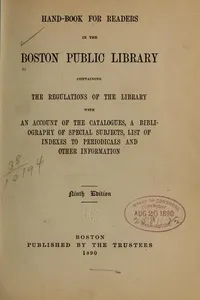 HAND-BOOK FOR READERS
IN THE
BOSTON PUBLIC LIBRARY
CONTAINING
THE REGULATIONS OF THE LIBRARY
WITH
AN ACCOUNT OF THE CATALOGUES, A BIBLI-
OGRAPHY OF SPECIAL SUBJECTS, LIST OF
INDEXES TO PERIODICALS AND
OTHER INFORMATION
Ninth Edition
AUG 20 1890
BOSTON
PUBLISHED BY THE TRUSTEES
1890